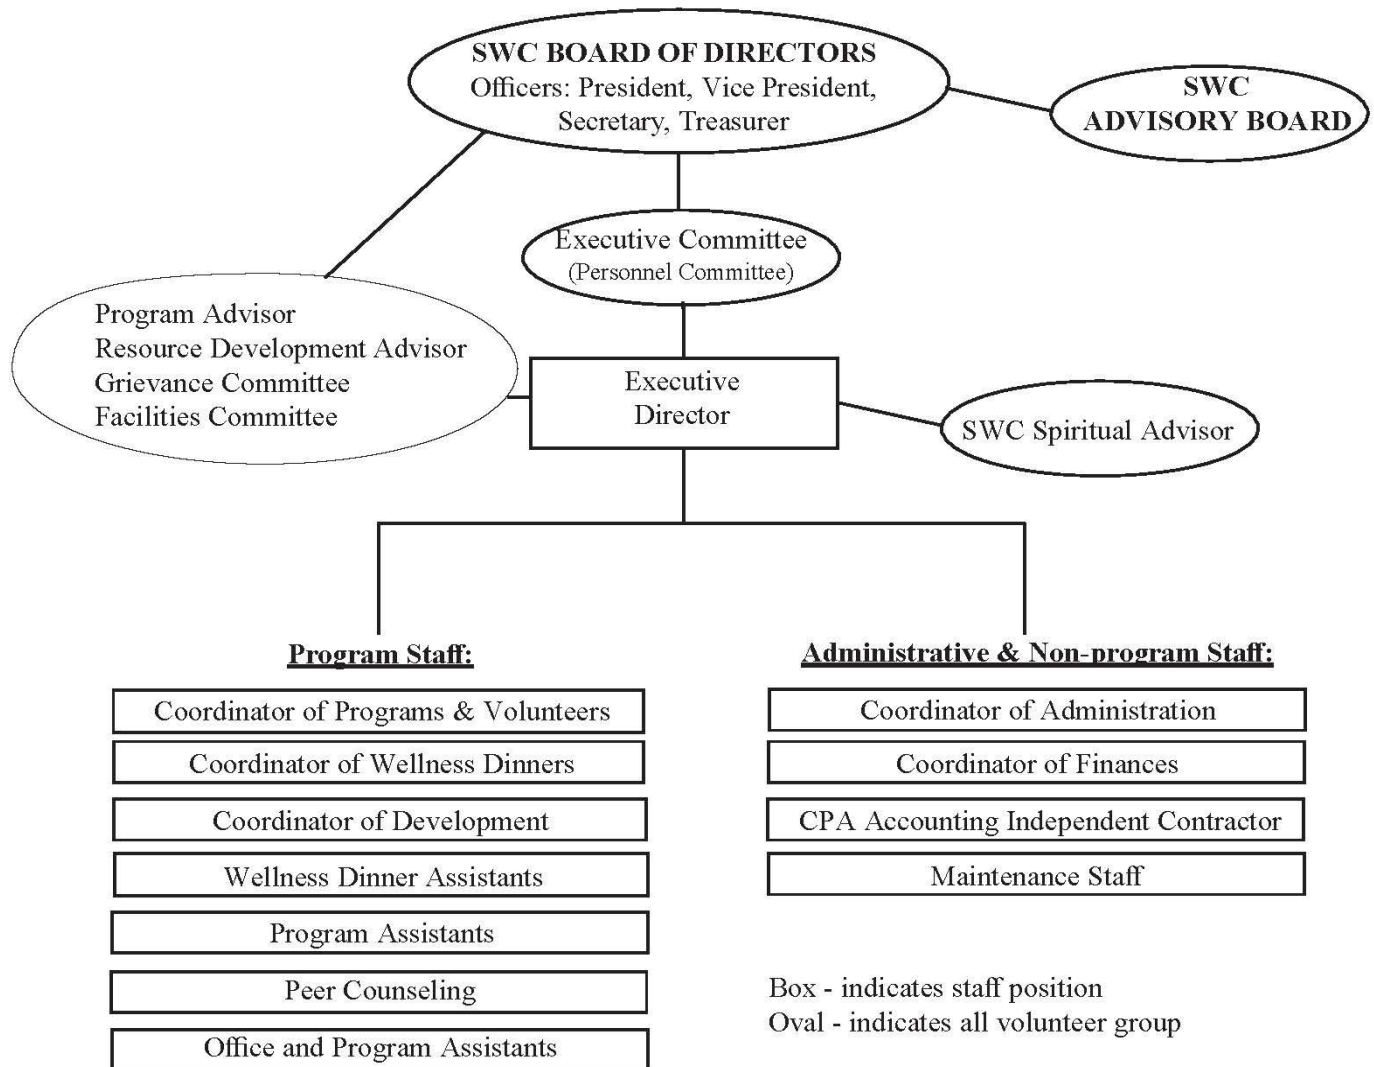 SWC BOARD OF DIRECTORS
Officers: President, Vice President,
Secretary, Treasurer
SWC
ADVISORY BOARD
Executive Committee
(Personnel Committee)
Program Advisor
Resource Development Advisor
Grievance Committee
Facilities Committee
Executive
Director
SWC Spiritual Advisor
Program Staff:
Coordinator of Programs & Volunteers
Coordinator of Wellness Dinners
Coordinator of Development
Wellness Dinner Assistants
Program Assistants
Peer Counseling
Office and Program Assistants
Administrative & Non-program Staff:
Coordinator of Administration
Coordinator of Finances
CPA Accounting Independent Contractor
Maintenance Staff
Box - indicates staff position
Oval - indicates all volunteer group